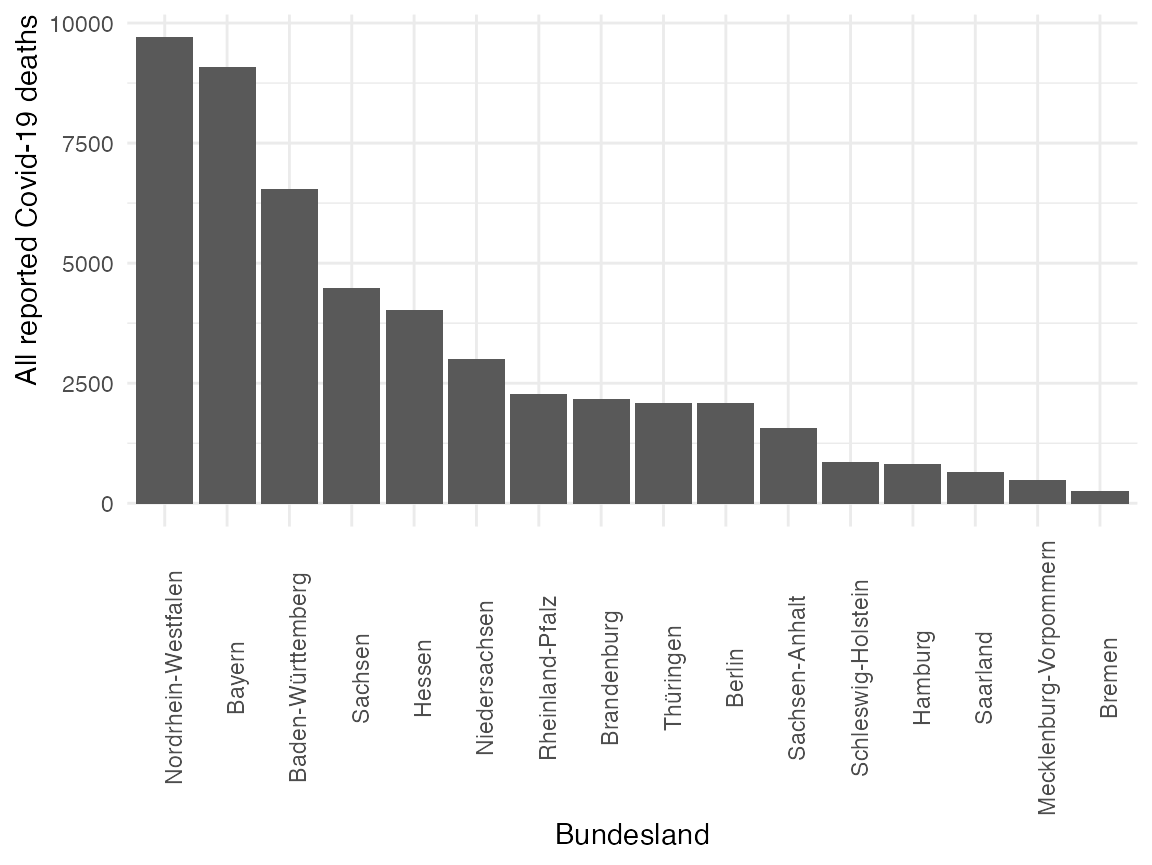 All reported Covid-19 deaths
10000
7500
5000
2500
0
Nordrhein-Westfalen
Bayern
Baden-Württemberg
Sachsen
Hessen
Niedersachsen
Rheinland-Pfalz
Brandenburg
Thüringen
Berlin
Sachsen-Anhalt
Schleswig-Holstein
Hamburg
Saarland
Mecklenburg-Vorpommern
Bremen
Bundesland